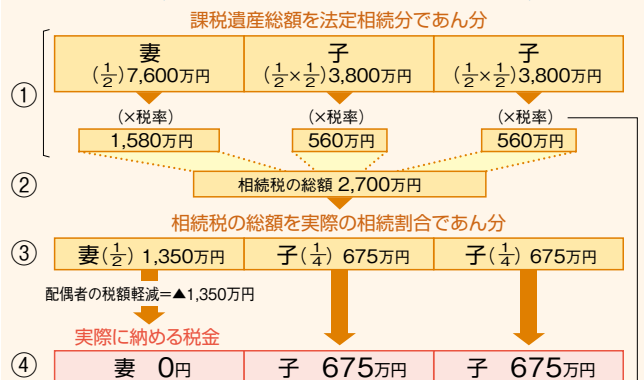 課税遺産総額を法定相続分であん分
① 妻 子 子
(1/2)7,600万円 (1/2×1/2)3,800万円 (1/2×1/2)3,800万円
(×税率) (×税率) (×税率)
1,580万円 560万円 560万円
② 相続税の総額 2,700万円
相続税の総額を実際の相続割合であん分
③ 妻(1/2) 1,350万円 子(1/4) 675万円 子(1/4) 675万円
配偶者の税額軽減=▲1,350万円
実際に納める税金
④ 妻 0円 子 675万円 子 675万円